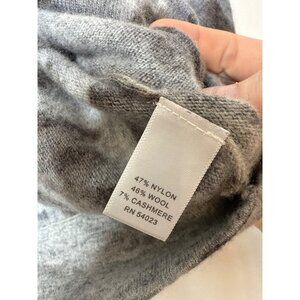 47% NYLON
46% WOOL
7% CASHMERE
RN 54023